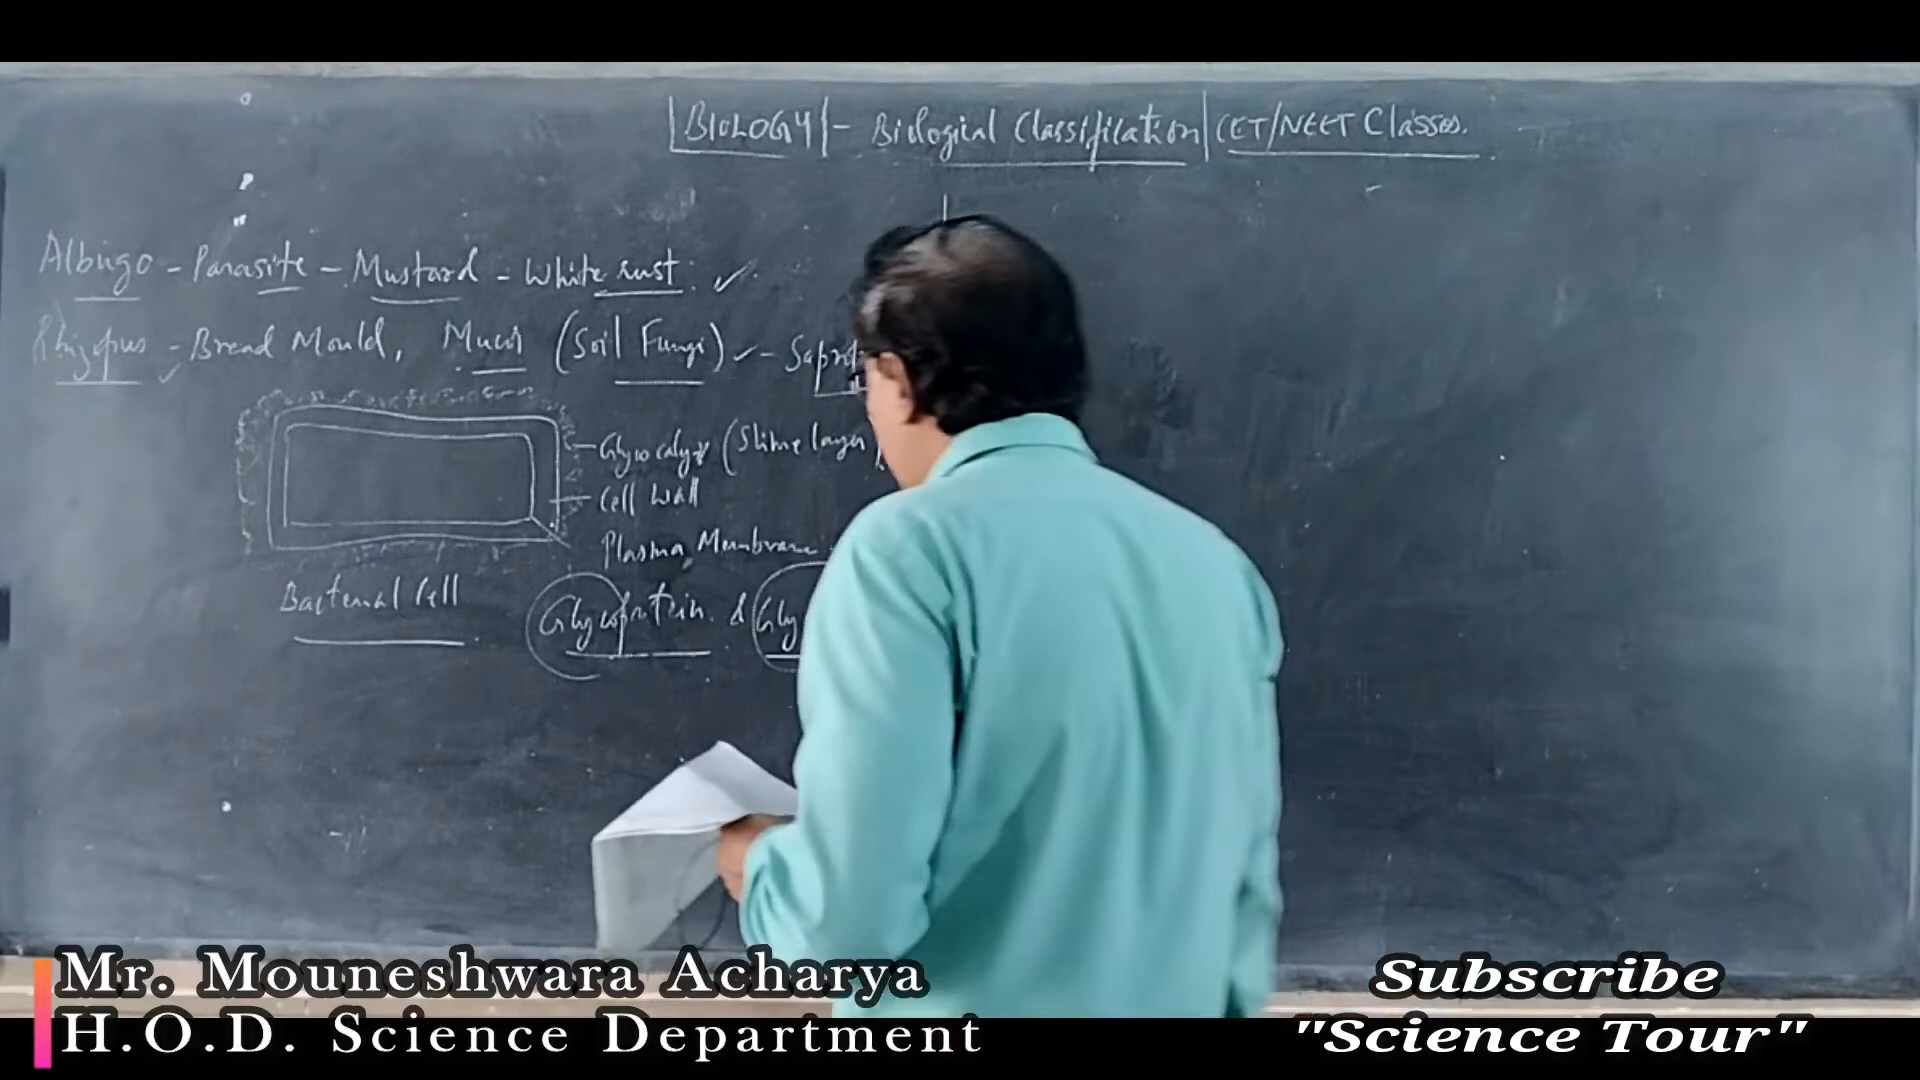 BIOLOGY - Biological Classification CET/NEET Classes.
Albugo - Parasite - Mustard - White rust.
Rhizopus - Bread Mould, Mucor (Soil Fungi) -
Glycocalyx (Slime layer)
Cell Wall
Plasma Membrane
Bacterial Cell
Glycoprotein &
Mr. Mouneshwara Acharya
H.O.D. Science Department
Subscribe
"Science Tour"